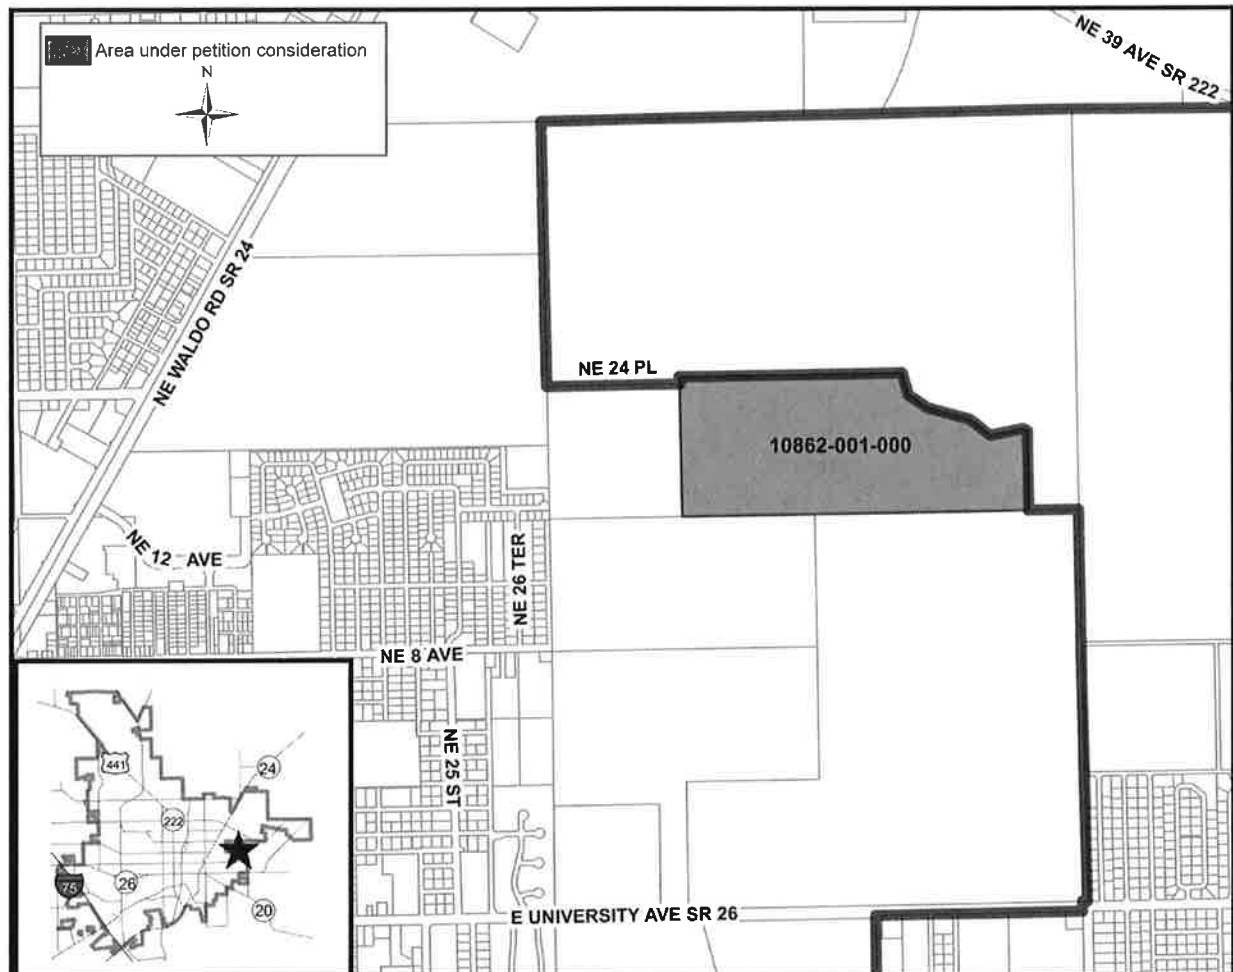 Area under petition consideration
N
NE 39 AVE SR 222
NE WALDO RD SR 24
NE 24 PL
10862-001-000
NE 12 AVE
NE 26 TER
NE 8 AVE
NE 25 ST
E UNIVERSITY AVE SR 26
441
24
222
75
26
20